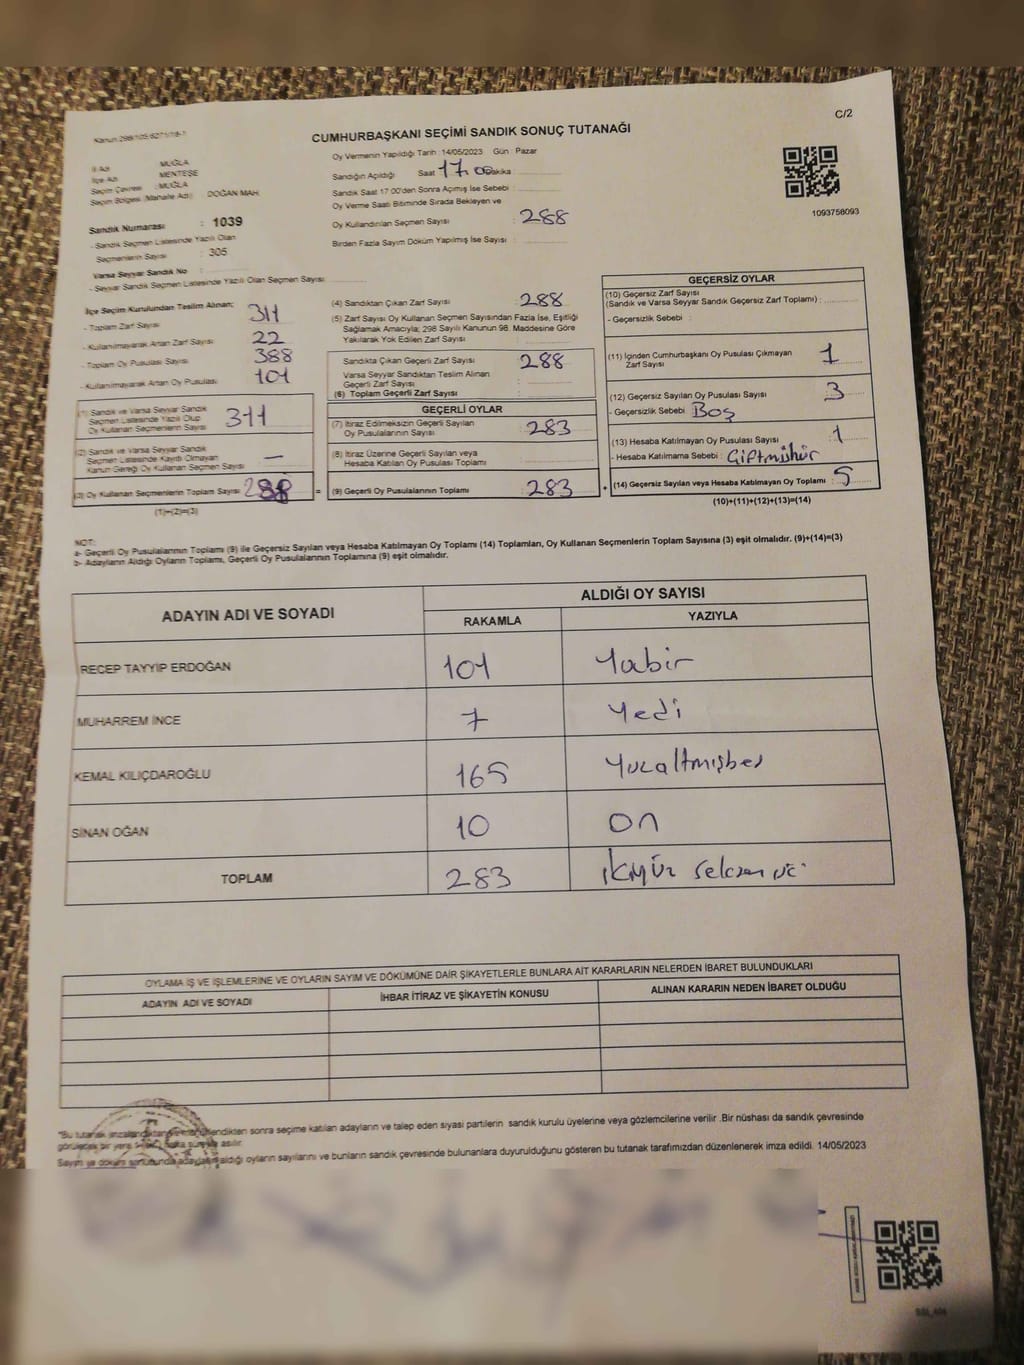 C/2
Kanun:298/105;6271/18-1
CUMHURBAŞKANI SEÇİMİ SANDIK SONUÇ TUTANAĞI
İl Adı : MUĞLA
İlçe Adı : MENTEŞE
Seçim Çevresi : MUĞLA
Seçim Bölgesi (Mahalle Adı) : DOĞAN MAH.
Sandık Numarası : 1039
- Sandık Seçmen Listesinde Yazılı Olan
Seçmenlerin Sayısı : 305
Varsa Seyyar Sandık No :
- Seyyar Sandık Seçmen Listesinde Yazılı Olan Seçmen Sayısı
Oy Vermenin Yapıldığı Tarih : 14/05/2023 Gün : Pazar
Sandığın Açıldığı Saat 17.00 Dakika
Sandık Saat 17 00'den Sonra Açımış İse Sebebi :
Oy Verme Saati Bitiminde Sırada Bekleyen ve
Oy Kullandırılan Seçmen Sayısı : 288
Birden Fazla Sayım Döküm Yapılmış İse Sayısı :
1093758093
İlçe Seçim Kurulundan Teslim Alınan;
- Toplam Zarf Sayısı 311
- Kullanılmayarak Artan Zarf Sayısı 22
- Toplam Oy Pusulası Sayısı 388
- Kullanılmayarak Artan Oy Pusulası 101
(1) Sandık ve Varsa Seyyar Sandık
Seçmen Listesinde Yazılı Olup
Oy Kullanan Seçmenlerin Sayısı 311
(2) Sandık ve Varsa Seyyar Sandık
Seçmen Listesinde Kayıtlı Olmayan
Kanun Gereği Oy Kullanan Seçmen Sayısı —
(3) Oy Kullanan Seçmenlerin Toplam Sayısı 288 =
(1)+(2)=(3)
(4) Sandıktan Çıkan Zarf Sayısı : 288
(5) Zarf Sayısı Oy Kullanan Seçmen Sayısından Fazla İse, Eşitliği
Sağlamak Amacıyla; 298 Sayılı Kanunun 98. Maddesine Göre
Yakılarak Yok Edilen Zarf Sayısı :
Sandıkta Çıkan Geçerli Zarf Sayısı : 288
Varsa Seyyar Sandıktan Teslim Alınan
Geçerli Zarf Sayısı :
(6) Toplam Geçerli Zarf Sayısı :
GEÇERLİ OYLAR
(7) İtiraz Edilmeksizin Geçerli Sayılan
Oy Pusulalarının Sayısı : 283
(8) İtiraz Üzerine Geçerli Sayılan veya
Hesaba Katılan Oy Pusulası Toplamı :
(9) Geçerli Oy Pusulalarının Toplamı : 283 +
GEÇERSİZ OYLAR
(10) Geçersiz Zarf Sayısı
(Sandık ve Varsa Seyyar Sandık Geçersiz Zarf Toplamı) :
- Geçersizlik Sebebi :
(11) İçinden Cumhurbaşkanı Oy Pusulası Çıkmayan
Zarf Sayısı : 1
(12) Geçersiz Sayılan Oy Pusulası Sayısı : 3
- Geçersizlik Sebebi : Boş
(13) Hesaba Katılmayan Oy Pusulası Sayısı : 1
- Hesaba Katılmama Sebebi : Çiftmühür
(14) Geçersiz Sayılan veya Hesaba Katılmayan Oy Toplamı : 5
(10)+(11)+(12)+(13)=(14)
NOT:
a- Geçerli Oy Pusulalarının Toplamı (9) ile Geçersiz Sayılan veya Hesaba Katılmayan Oy Toplamı (14) Toplamları, Oy Kullanan Seçmenlerin Toplam Sayısına (3) eşit olmalıdır. (9)+(14)=(3)
b- Adayların Aldığı Oyların Toplamı, Geçerli Oy Pusulalarının Toplamına (9) eşit olmalıdır.
ADAYIN ADI VE SOYADI
ALDIĞI OY SAYISI
RAKAMLA YAZIYLA
RECEP TAYYİP ERDOĞAN 101 Yüzbir
MUHARREM İNCE 7 Yedi
KEMAL KILIÇDAROĞLU 165 Yüzaltmışbeş
SİNAN OĞAN 10 On
TOPLAM 283 ikiyüz seksen üç
OYLAMA İŞ VE İŞLEMLERİNE VE OYLARIN SAYIM VE DÖKÜMÜNE DAİR ŞİKAYETLERLE BUNLARA AİT KARARLARIN NELERDEN İBARET BULUNDUKLARI
ADAYIN ADI VE SOYADI İHBAR İTİRAZ VE ŞİKAYETİN KONUSU ALINAN KARARIN NEDEN İBARET OLDUĞU
"Bu tutanak sonra seçime katılan adayların ve talep eden siyasi partilerin sandık kurulu üyelerine veya gözlemcilerine verilir .Bir nüshası da sandık çevresinde
görülecek bir yere asılır.
Sayım ve döküm sonucunda adayların aldığı oyların sayılarını ve bunların sandık çevresinde bulunanlara duyurulduğunu gösteren bu tutanak tarafımızdan düzenlenerek imza edildi. 14/05/2023